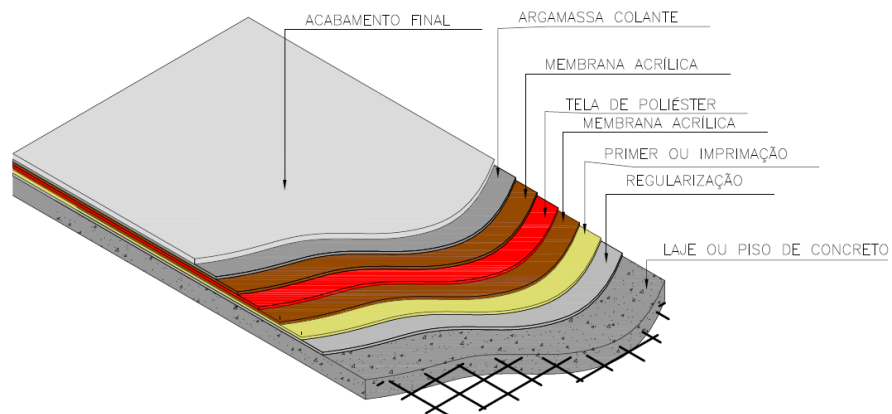 ACABAMENTO FINAL
ARGAMASSA COLANTE
MEMBRANA ACRÍLICA
TELA DE POLIÉSTER
MEMBRANA ACRÍLICA
PRIMER OU IMPRIMAÇÃO
REGULARIZAÇÃO
LAJE OU PISO DE CONCRETO